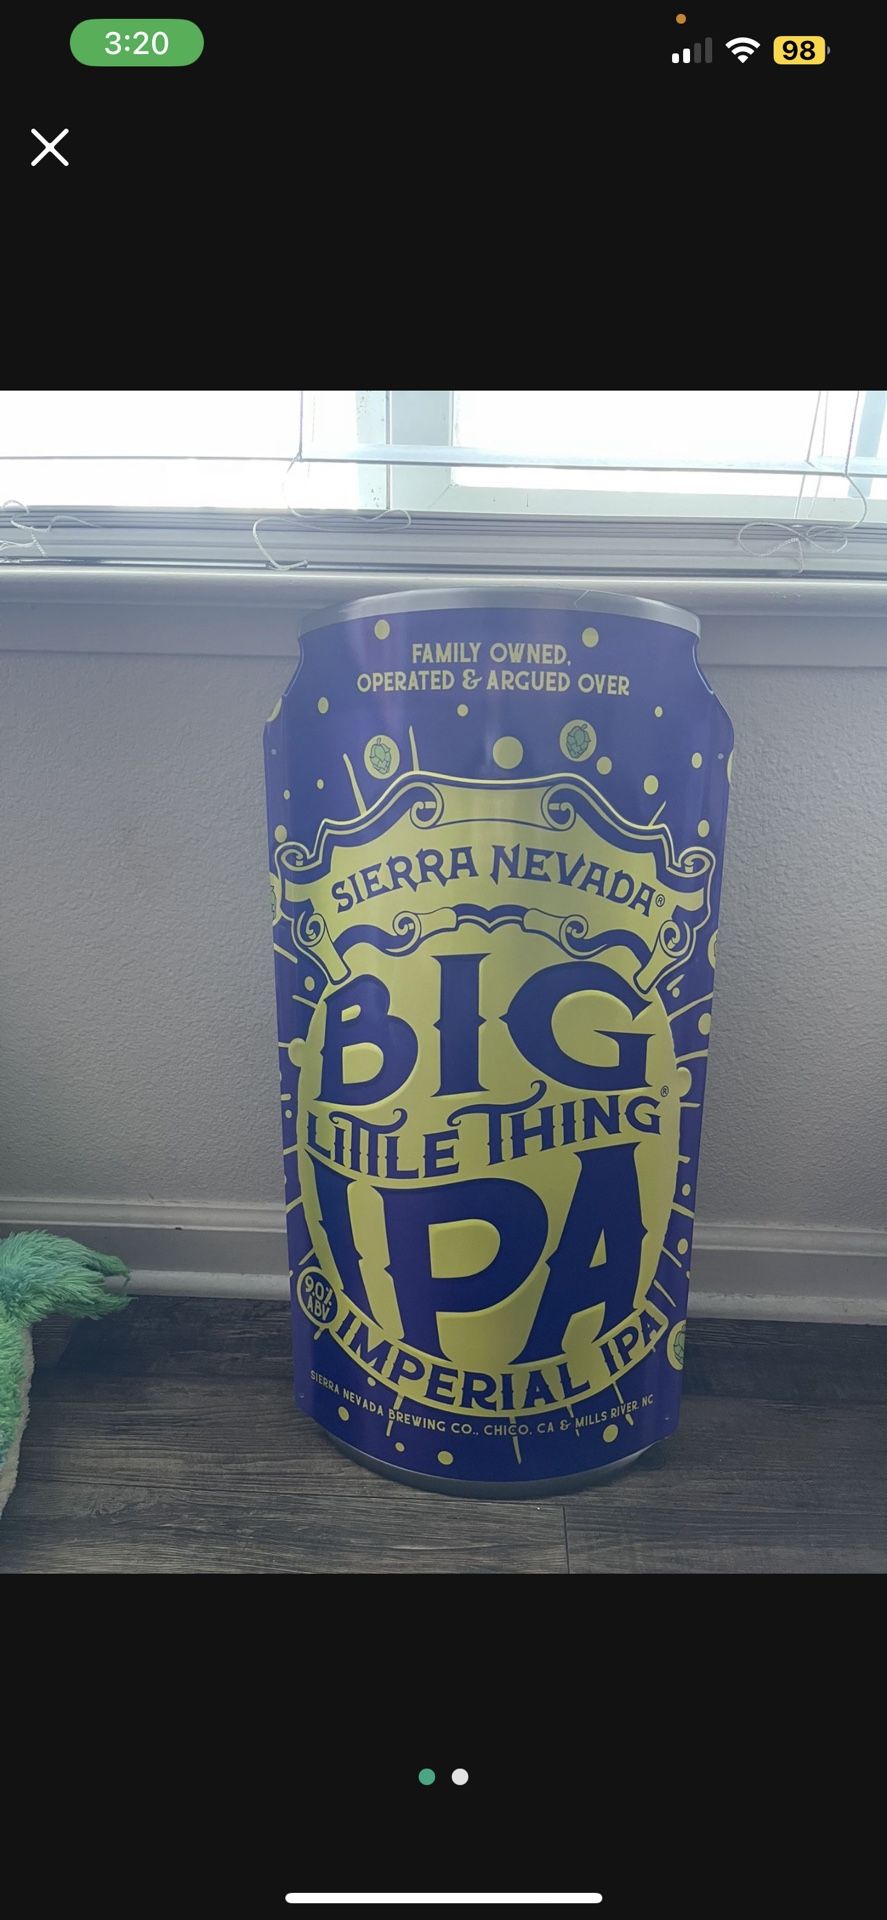 3:20
98
FAMILY OWNED,
OPERATED & ARGUED OVER
SIERRA NEVADA®
BIG
LITTLE THING®
IPA
9.0%
ABV
IMPERIAL IPA
SIERRA NEVADA BREWING CO., CHICO, CA & MILLS RIVER, NC